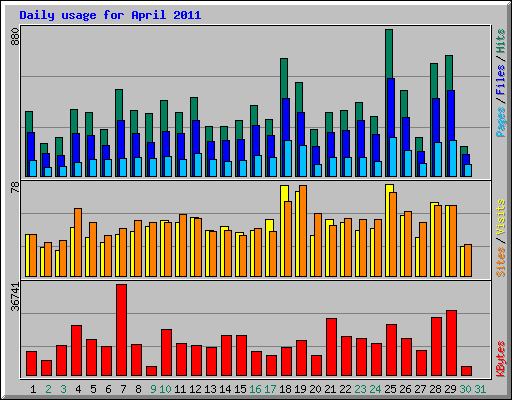 Daily usage for April 2011
880
Pages / Files / Hits
78
Sites / Visits
36741
KBytes
1 2 3 4 5 6 7 8 9 10 11 12 13 14 15 16 17 18 19 20 21 22 23 24 25 26 27 28 29 30 31